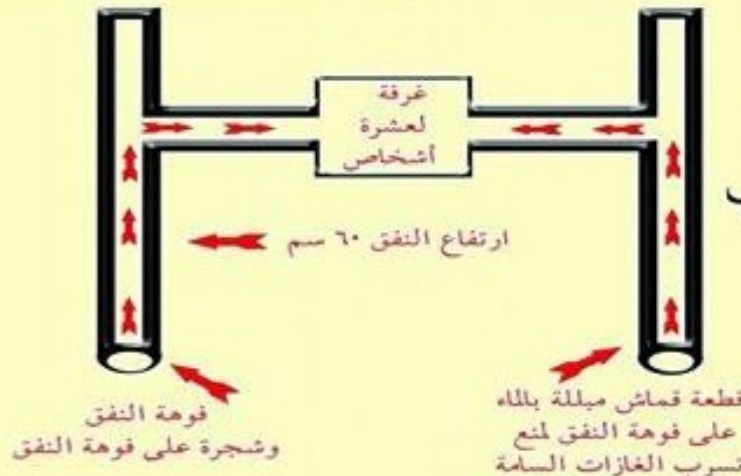 غرفة
لعشرة
أشخاص
ارتفاع النفق ٦٠ سم
قطعة قماش مبللة بالماء
على فوهة النفق لمنع
تسرب الغازات السامة
فوهة النفق
وشجرة على فوهة النفق